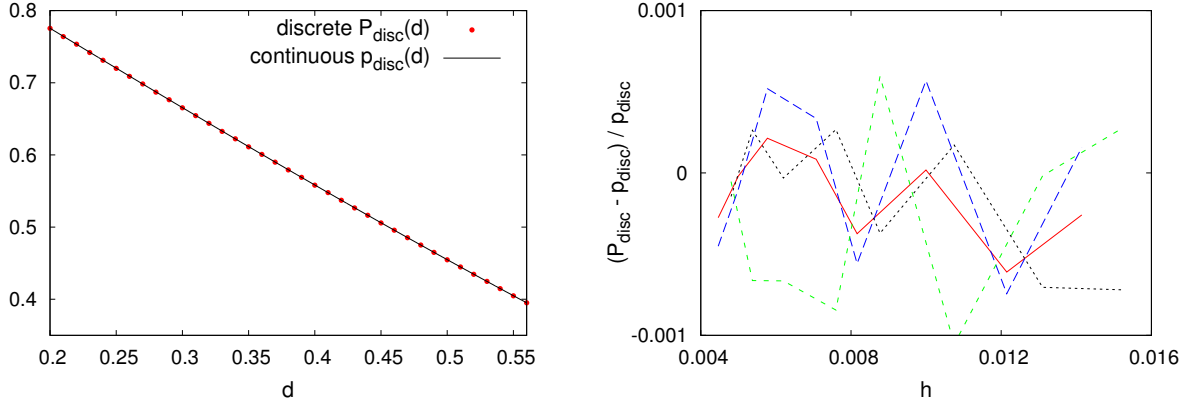 0.8
0.7
0.6
0.5
0.4
0.2 0.25 0.3 0.35 0.4 0.45 0.5 0.55
d
discrete P_disc(d)
continuous p_disc(d)
0.001
0
-0.001
0.004 0.008 0.012 0.016
h
(P_disc - p_disc) / p_disc